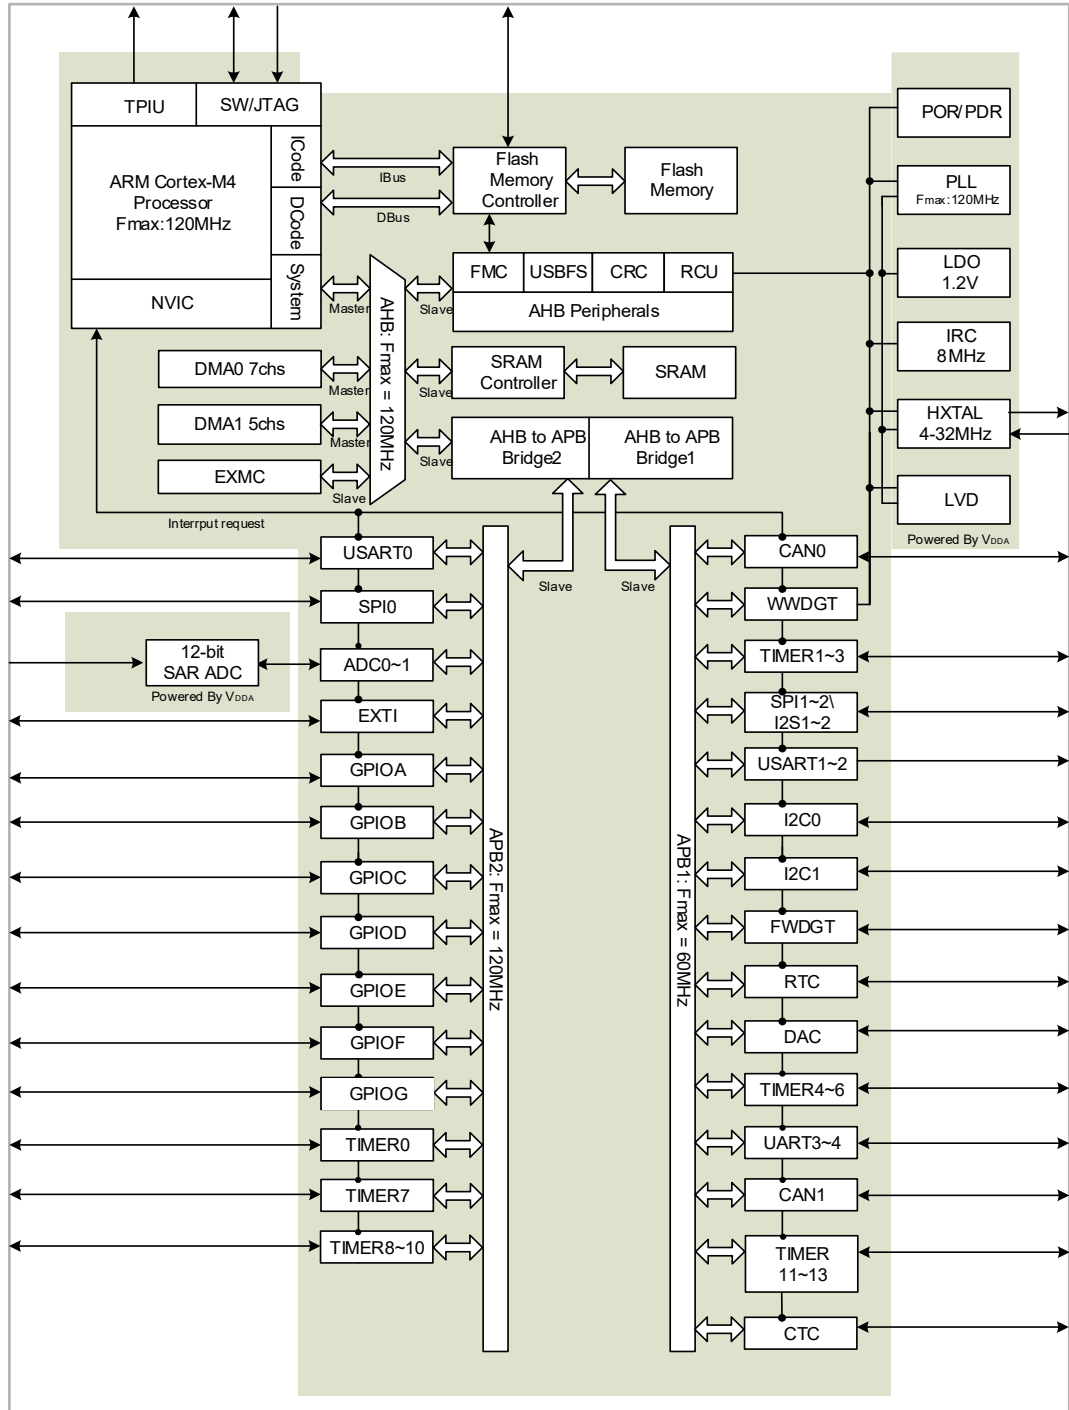 TPIU
SW/JTAG
ARM Cortex-M4
Processor
Fmax:120MHz
ICode
DCode
System
NVIC
IBus
DBus
Flash
Memory
Controller
Flash
Memory
FMC
USBFS
CRC
RCU
AHB Peripherals
Master
Slave
AHB: Fmax = 120MHz
DMA0 7chs
Master
Slave
SRAM
Controller
SRAM
DMA1 5chs
Master
Slave
AHB to APB
Bridge2
AHB to APB
Bridge1
EXMC
Slave
Interrput request
POR/PDR
PLL
Fmax:120MHz
LDO
1.2V
IRC
8MHz
HXTAL
4-32MHz
LVD
Powered By VDDA
Slave
Slave
USART0
SPI0
12-bit
SAR ADC
Powered By VDDA
ADC0~1
EXTI
GPIOA
GPIOB
GPIOC
GPIOD
GPIOE
GPIOF
GPIOG
TIMER0
TIMER7
TIMER8~10
APB2: Fmax = 120MHz
APB1: Fmax = 60MHz
CAN0
WWDGT
TIMER1~3
SPI1~2\
I2S1~2
USART1~2
I2C0
I2C1
FWDGT
RTC
DAC
TIMER4~6
UART3~4
CAN1
TIMER
11~13
CTC